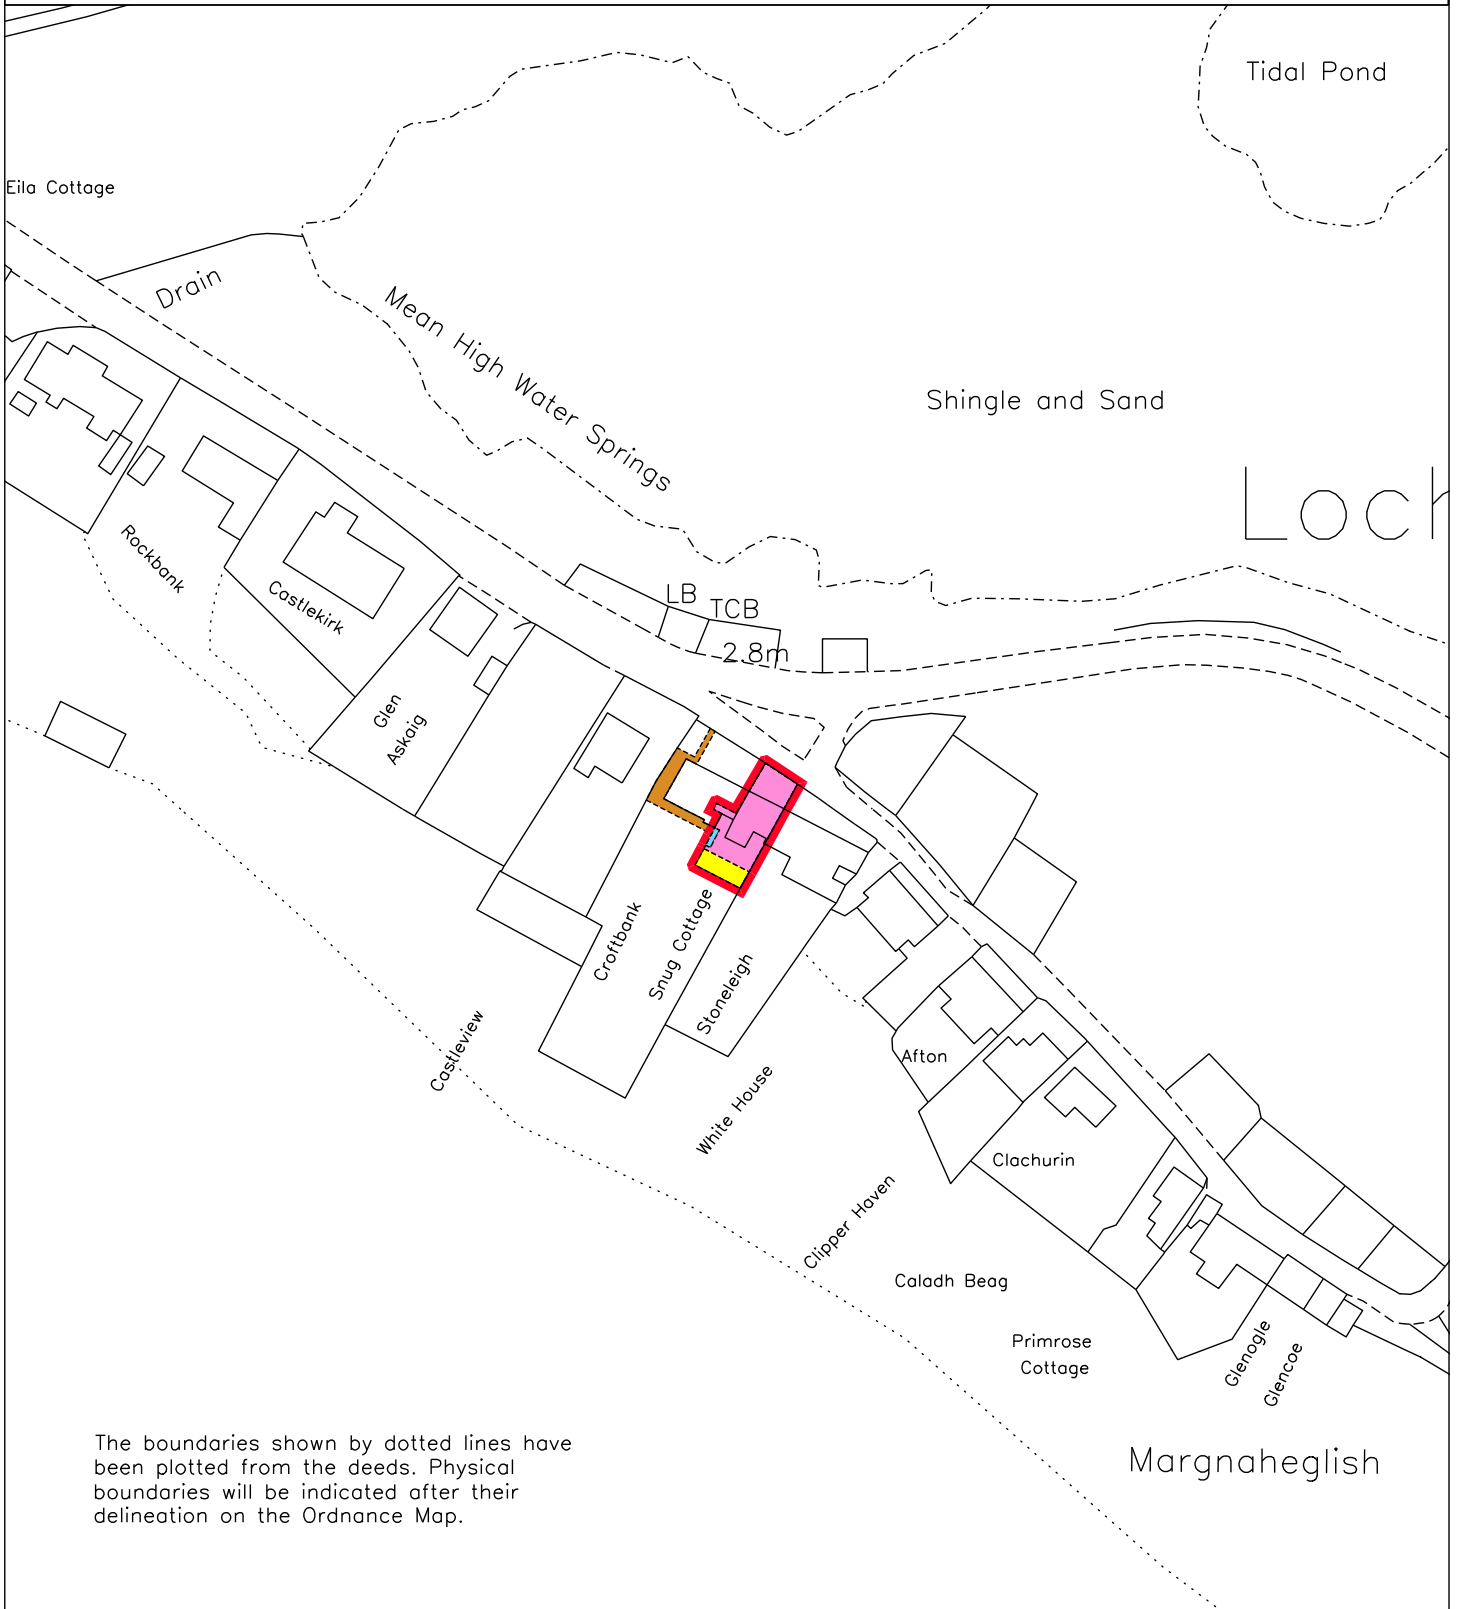 Tidal Pond
Eila Cottage
Drain
Mean High Water Springs
Shingle and Sand
Loch
Rockbank
Castlekirk
LB
TCB
2.8m
Glen
Askaig
Croftbank
Snug Cottage
Stoneleigh
Castleview
Afton
White House
Clachurin
Clipper Haven
Caladh Beag
Primrose
Cottage
Glenogle
Glencoe
Margnaheglish
The boundaries shown by dotted lines have
been plotted from the deeds. Physical
boundaries will be indicated after their
delineation on the Ordnance Map.